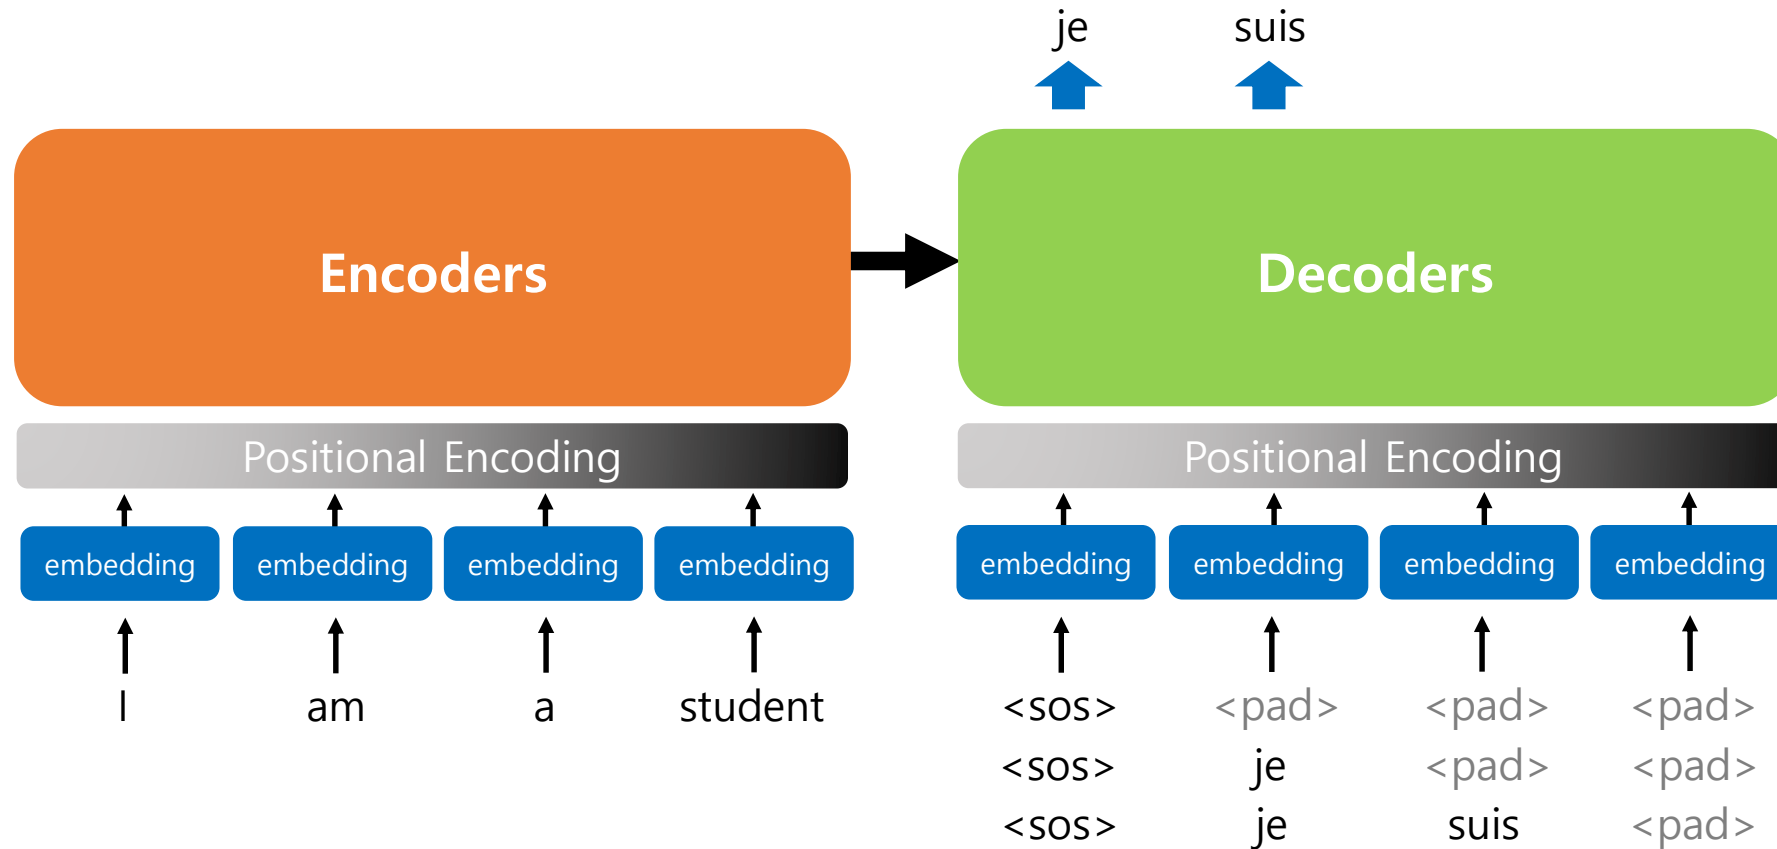 je suis
Encoders
Decoders
Positional Encoding
Positional Encoding
embedding embedding embedding embedding
embedding embedding embedding embedding
I am a student
<sos> <pad> <pad> <pad>
<sos> je <pad> <pad>
<sos> je suis <pad>